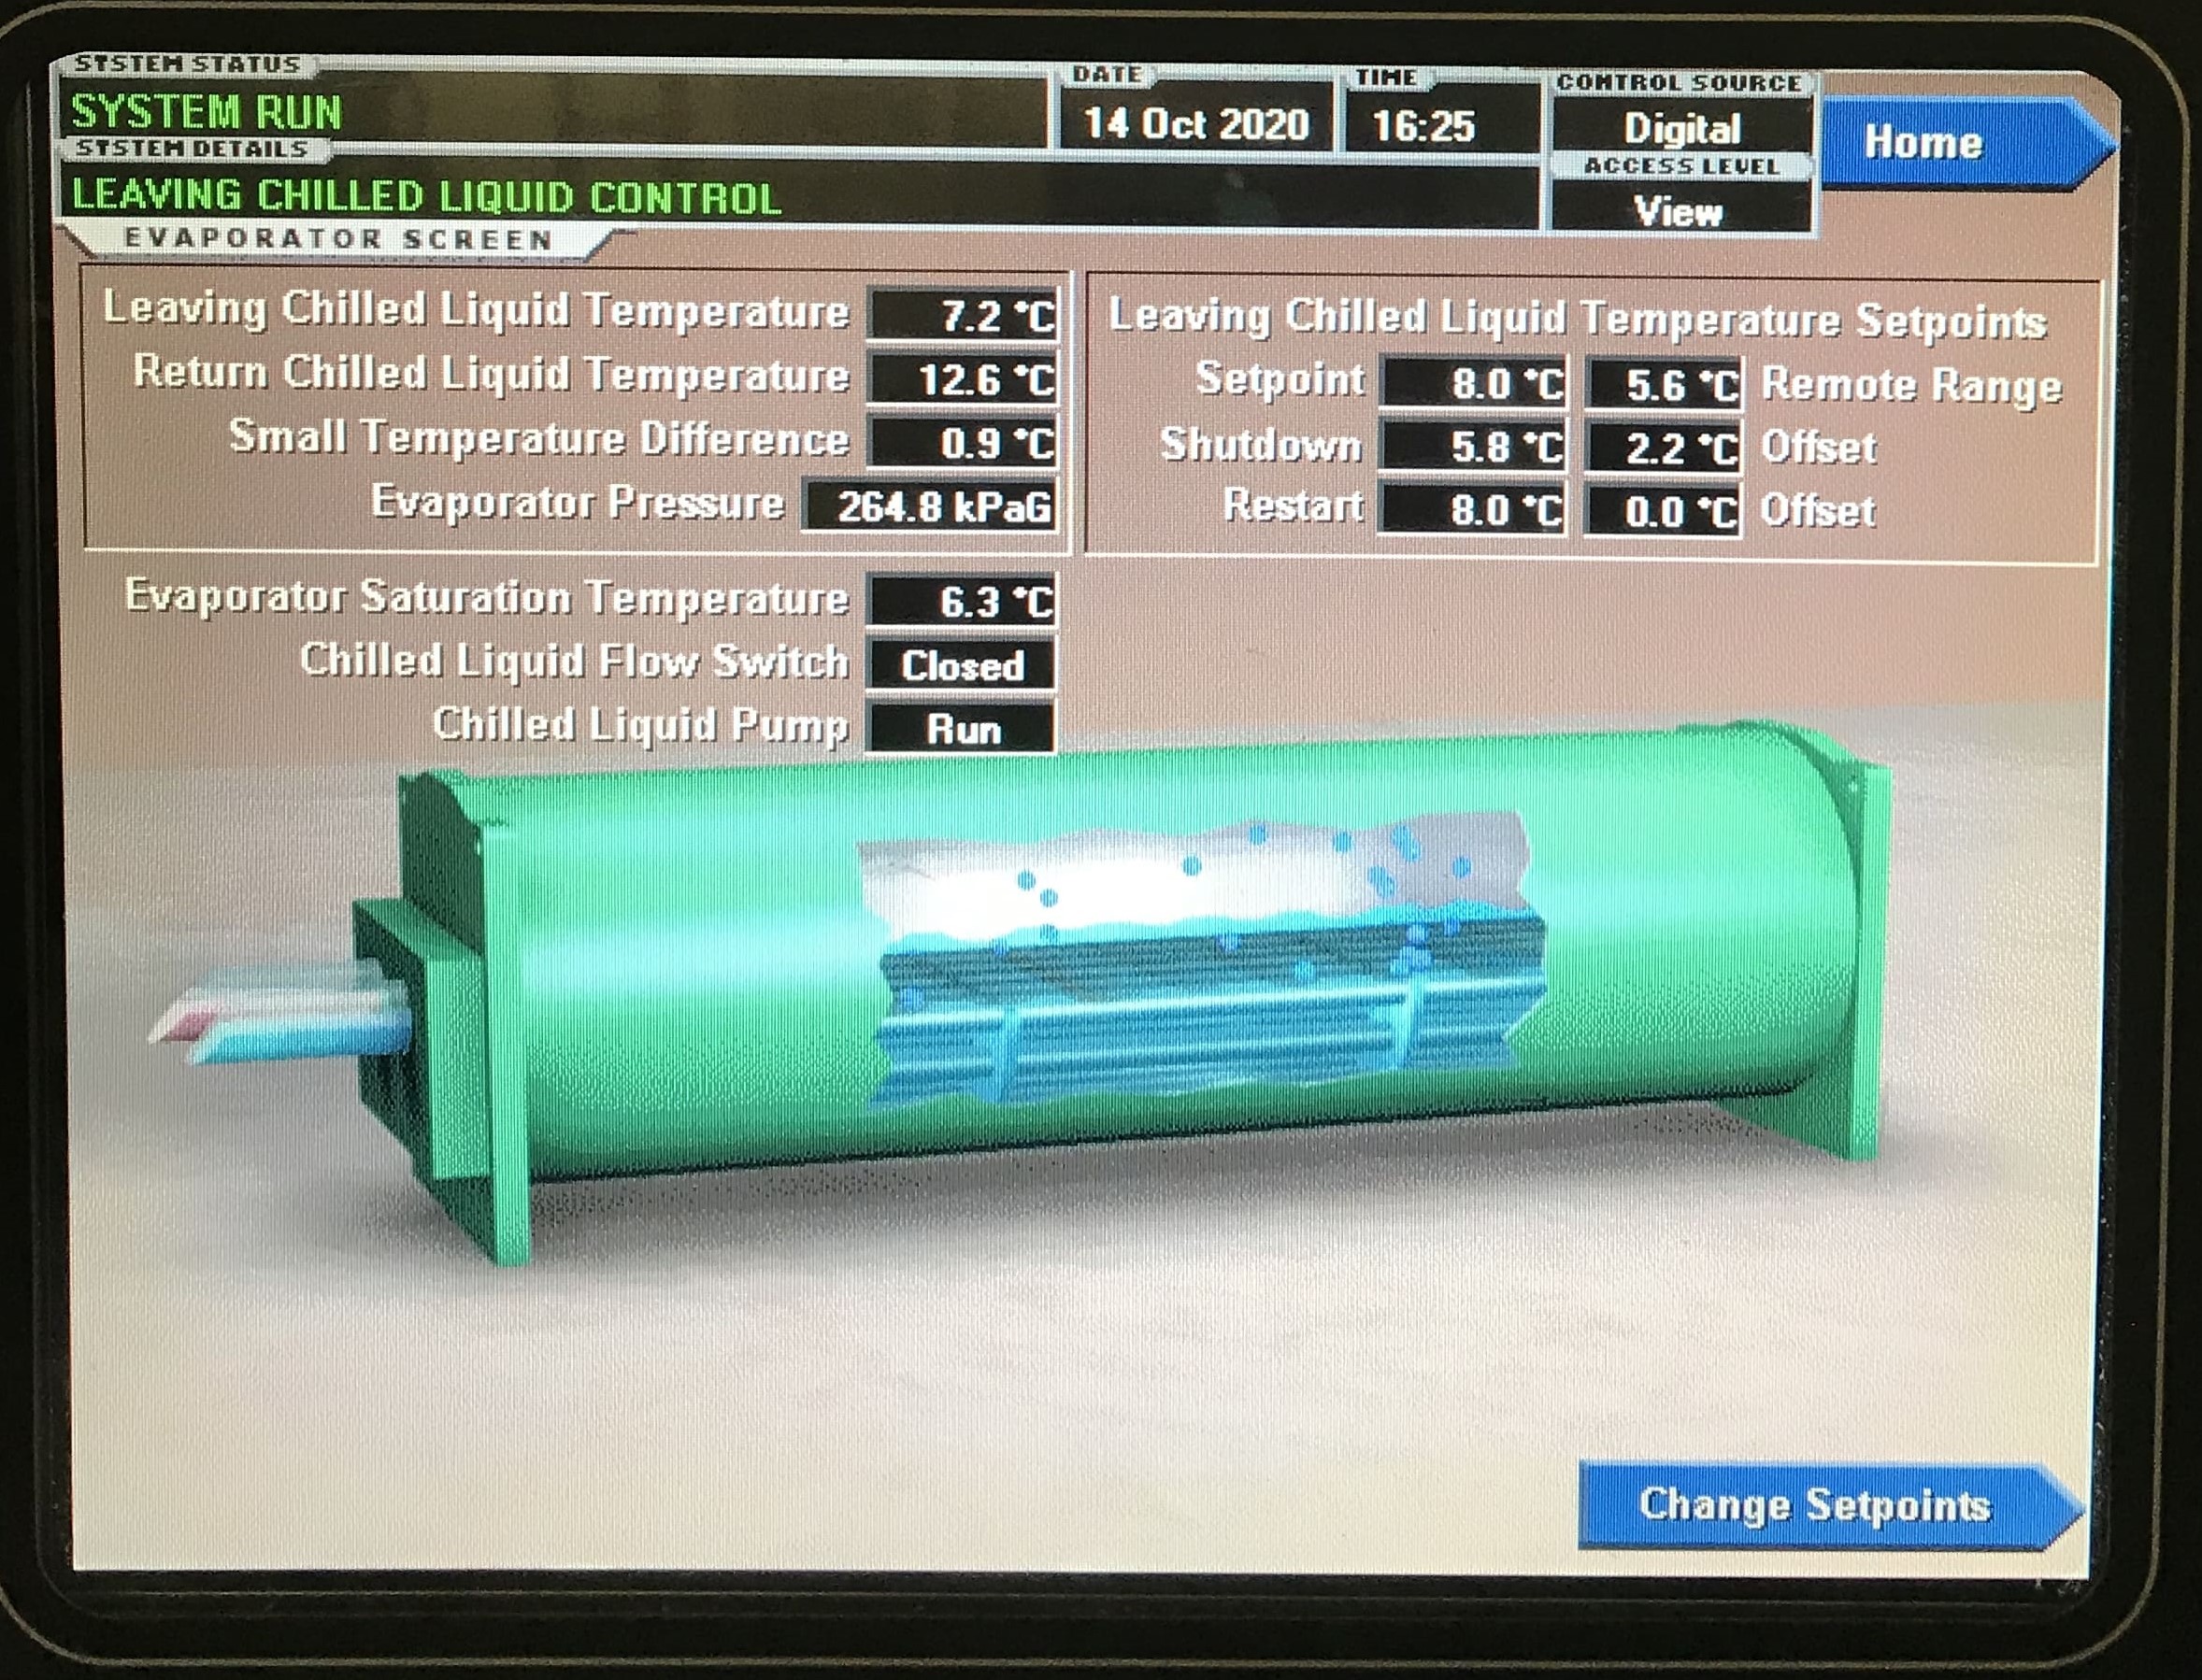 SYSTEM STATUS
SYSTEM RUN
DATE
14 Oct 2020
TIME
16:25
CONTROL SOURCE
Digital
Home
SYSTEM DETAILS
LEAVING CHILLED LIQUID CONTROL
ACCESS LEVEL
View
EVAPORATOR SCREEN
Leaving Chilled Liquid Temperature 7.2 °C
Return Chilled Liquid Temperature 12.6 °C
Small Temperature Difference 0.9 °C
Evaporator Pressure 264.8 kPaG
Leaving Chilled Liquid Temperature Setpoints
Setpoint 8.0 °C 5.6 °C Remote Range
Shutdown 5.8 °C 2.2 °C Offset
Restart 8.0 °C 0.0 °C Offset
Evaporator Saturation Temperature 6.3 °C
Chilled Liquid Flow Switch Closed
Chilled Liquid Pump Run
Change Setpoints